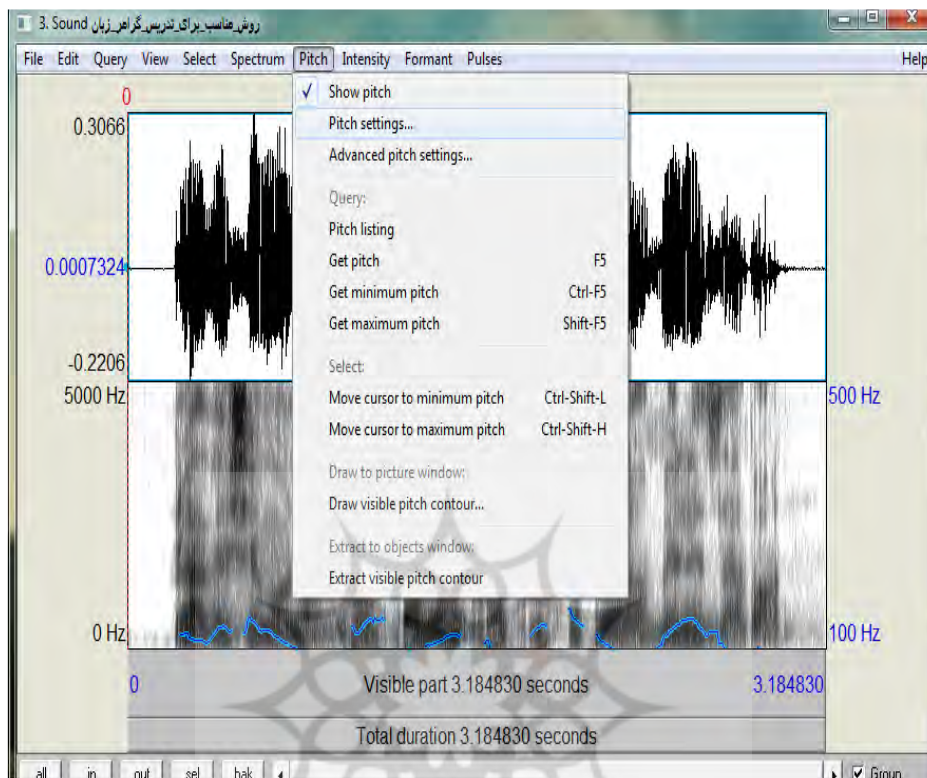 3. Sound روش_مناسب_برای_تدریس_گرامر_زبان
File Edit Query View Select Spectrum Pitch Intensity Formant Pulses Help
0
0.3066
0.0007324
-0.2206
5000 Hz
0 Hz
Show pitch
Pitch settings...
Advanced pitch settings...
Query:
Pitch listing
Get pitch F5
Get minimum pitch Ctrl-F5
Get maximum pitch Shift-F5
Select:
Move cursor to minimum pitch Ctrl-Shift-L
Move cursor to maximum pitch Ctrl-Shift-H
Draw to picture window:
Draw visible pitch contour...
Extract to objects window:
Extract visible pitch contour
500 Hz
100 Hz
0 Visible part 3.184830 seconds 3.184830
Total duration 3.184830 seconds
all in out sel bak Group